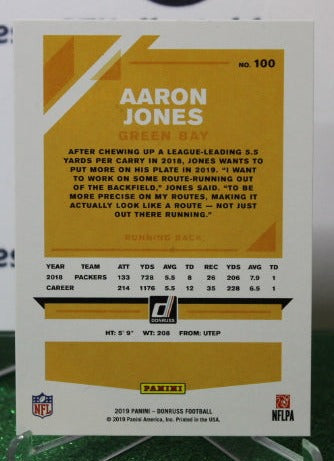 NO. 100
AARON
JONES
GREEN BAY
AFTER CHEWING UP A LEAGUE-LEADING 5.5
YARDS PER CARRY IN 2018, JONES WANTS TO
PUT MORE ON HIS PLATE IN 2019. "I WANT
TO WORK ON SOME ROUTE-RUNNING OUT
OF THE BACKFIELD," JONES SAID. "TO BE
MORE PRECISE ON MY ROUTES, MAKING IT
ACTUALLY LOOK LIKE A ROUTE — NOT JUST
OUT THERE RUNNING."
RUNNING BACK
YEAR TEAM ATT YDS AVG TD REC YDS AVG TD
2018 PACKERS 133 728 5.5 8 26 206 7.9 1
CAREER 214 1176 5.5 12 35 228 6.5 1
D
DONRUSS
HT: 5' 9" WT: 208 FROM: UTEP
PANINI
NFL
NFLPA
2019 PANINI – DONRUSS FOOTBALL
© 2019 Panini America, Inc. Printed in the USA.